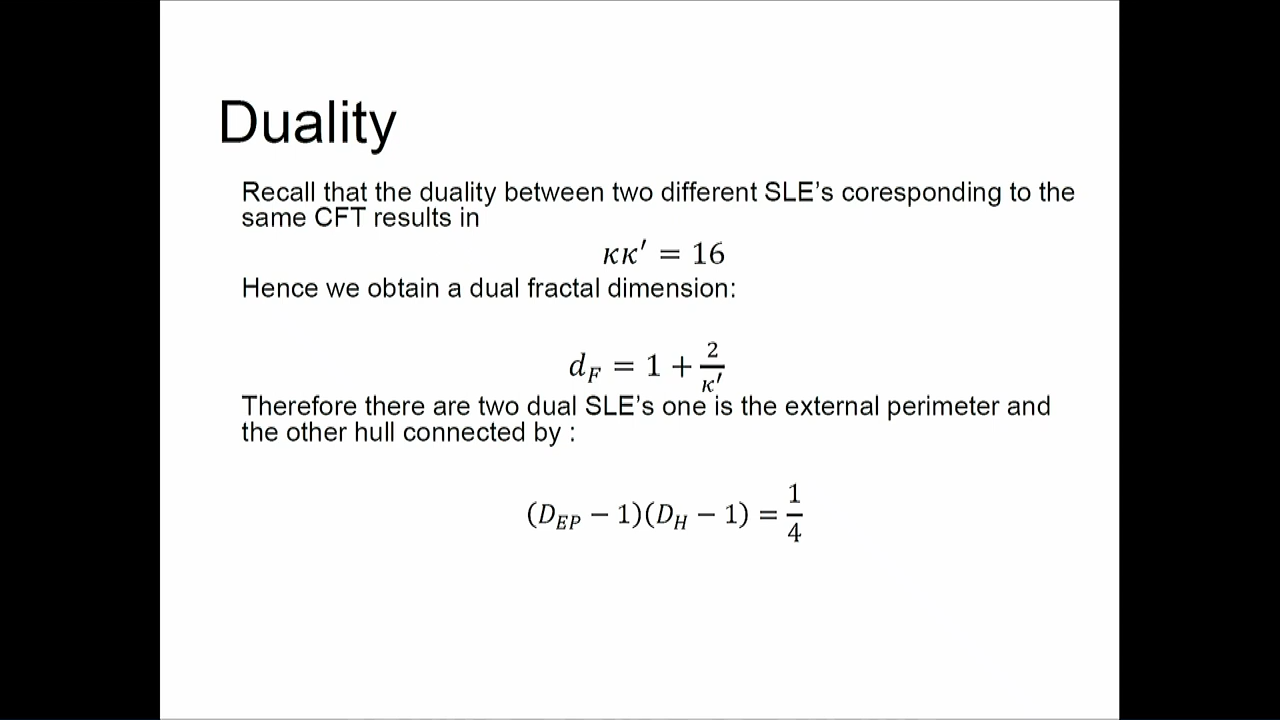 Duality
Recall that the duality between two different SLE's coresponding to the
same CFT results in
κκ′ = 16
Hence we obtain a dual fractal dimension:
d_F = 1 + 2/κ′
Therefore there are two dual SLE's one is the external perimeter and
the other hull connected by :
(D_EP − 1)(D_H − 1) = 1/4